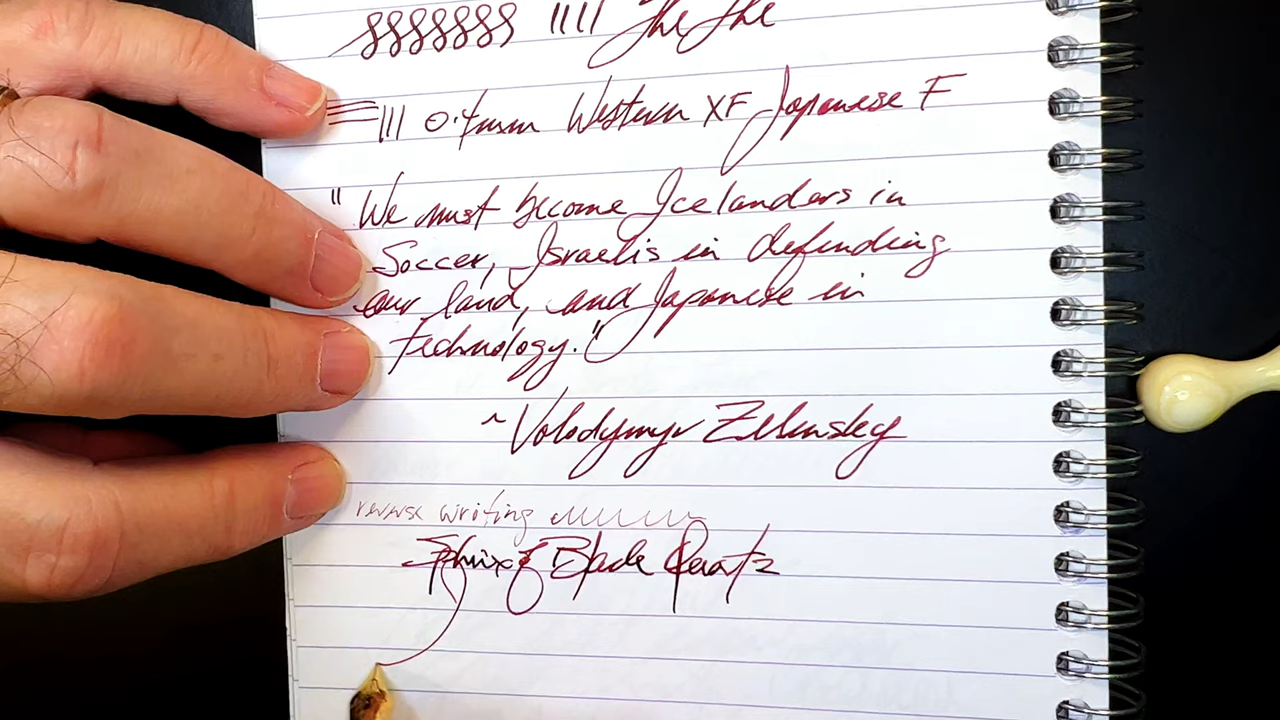 The The
0.4mm Western XF Japanese F
"We must become Icelanders in
Soccer, Israelis in defending
our land, and Japanese in
technology."
~Volodymyr Zelensky
reverse writing
Sphinx of Black Quartz